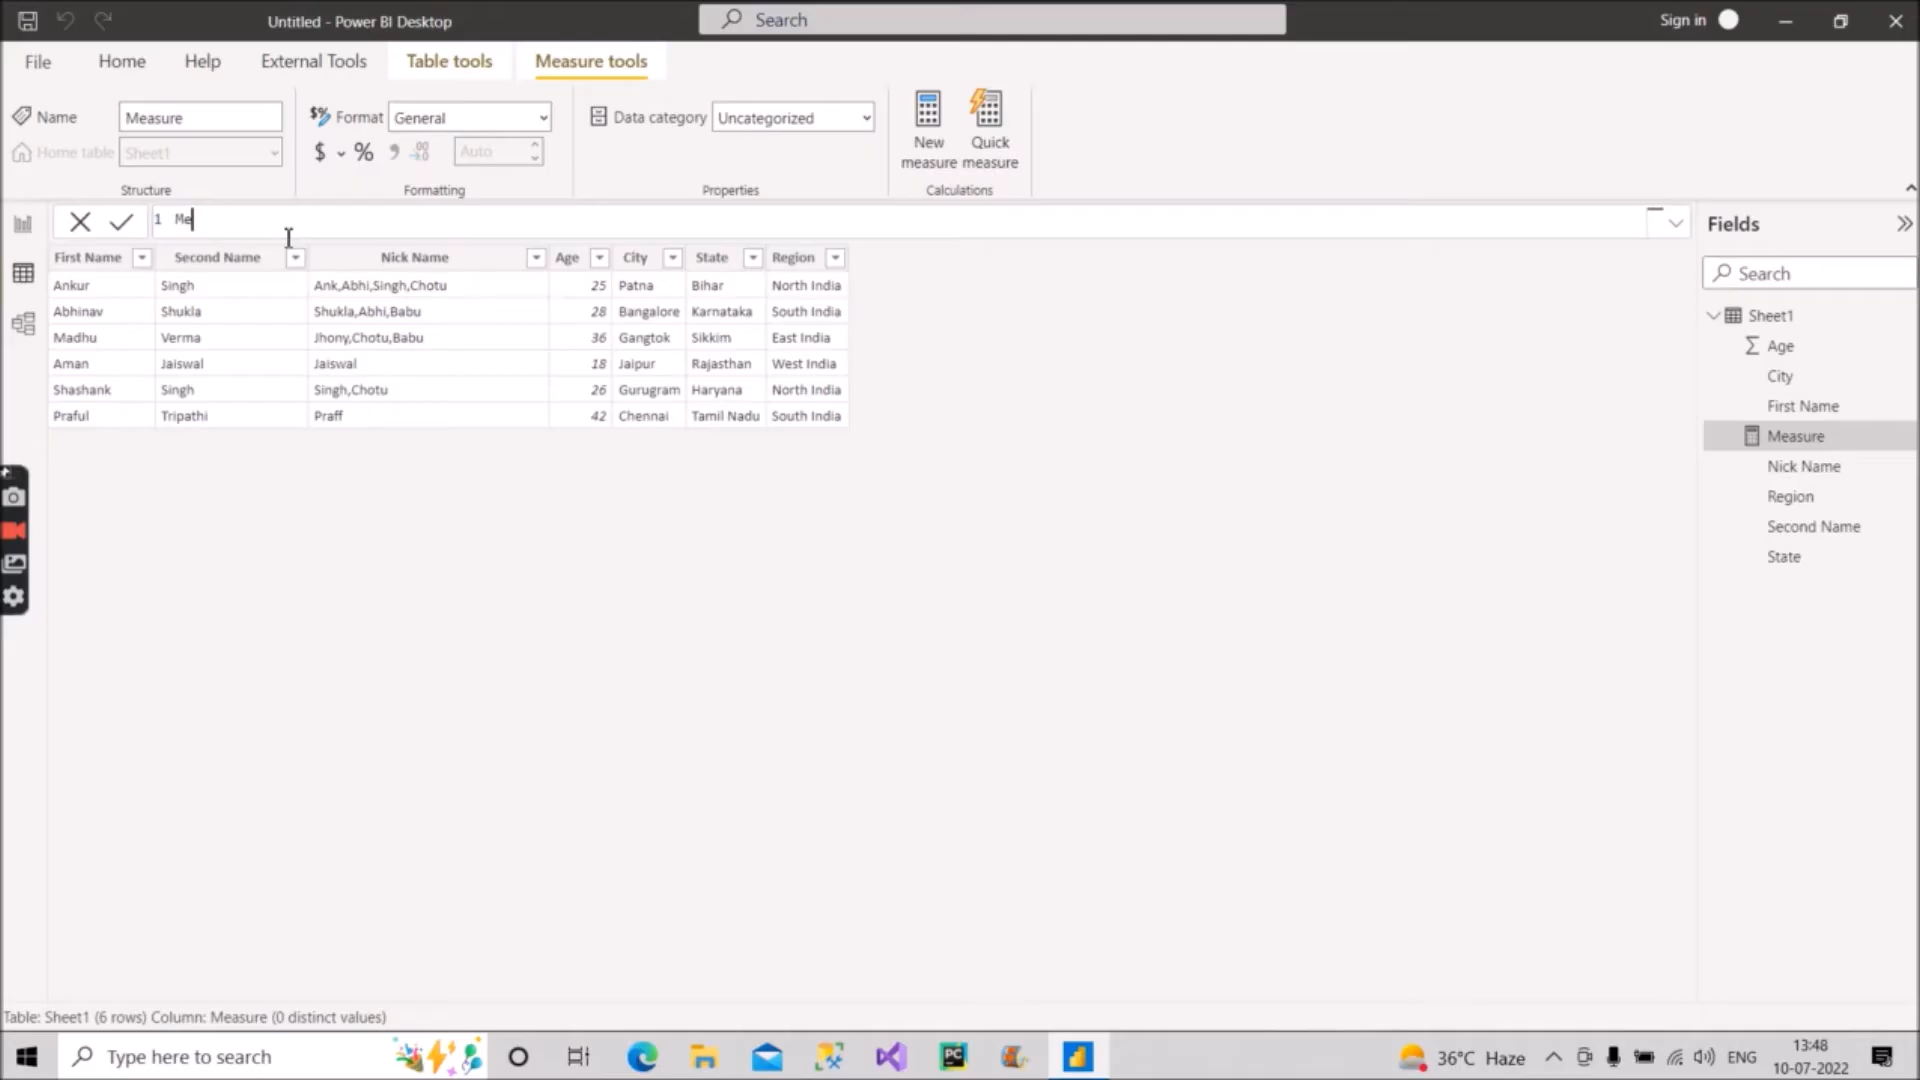 Untitled - Power BI Desktop
Search
Sign in
File
Home
Help
External Tools
Table tools
Measure tools
Name
Measure
Format
General
Data category
Uncategorized
New measure
Quick measure
Home table
Sheet1
$
%
Auto
Structure
Formatting
Properties
Calculations
1 Me
First Name Second Name Nick Name Age City State Region
Ankur Singh Ank,Abhi,Singh,Chotu 25 Patna Bihar North India
Abhinav Shukla Shukla,Abhi,Babu 28 Bangalore Karnataka South India
Madhu Verma Jhony,Chotu,Babu 36 Gangtok Sikkim East India
Aman Jaiswal Jaiswal 18 Jaipur Rajasthan West India
Shashank Singh Singh,Chotu 26 Gurugram Haryana North India
Praful Tripathi Praff 42 Chennai Tamil Nadu South India
Fields
Search
Sheet1
Age
City
First Name
Measure
Nick Name
Region
Second Name
State
Table: Sheet1 (6 rows) Column: Measure (0 distinct values)
Type here to search
PC
36°C Haze
ENG
13:48
10-07-2022